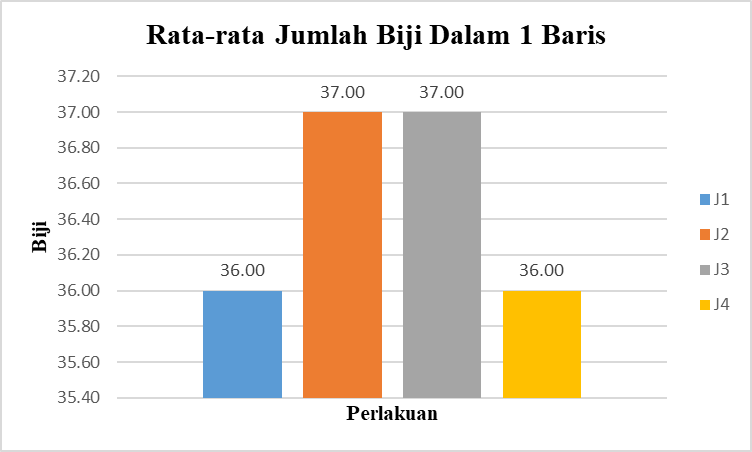 Rata-rata Jumlah Biji Dalam 1 Baris
37.20
37.00
36.80
36.60
36.40
36.20
36.00
35.80
35.60
35.40
Biji
36.00
37.00
37.00
36.00
Perlakuan
J1
J2
J3
J4